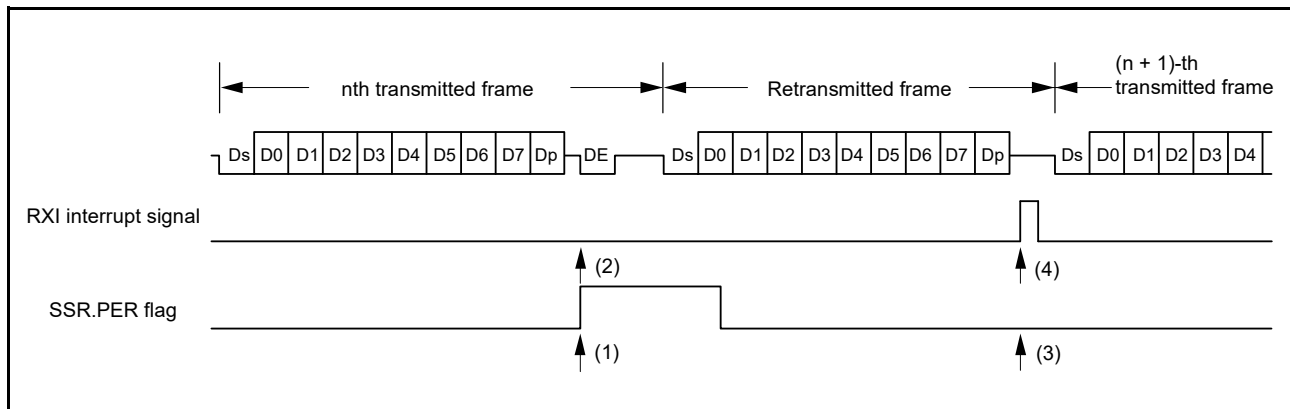 nth transmitted frame
Retransmitted frame
(n + 1)-th
transmitted frame
Ds D0 D1 D2 D3 D4 D5 D6 D7 Dp DE Ds D0 D1 D2 D3 D4 D5 D6 D7 Dp Ds D0 D1 D2 D3 D4
RXI interrupt signal
(2) (4)
SSR.PER flag
(1) (3)